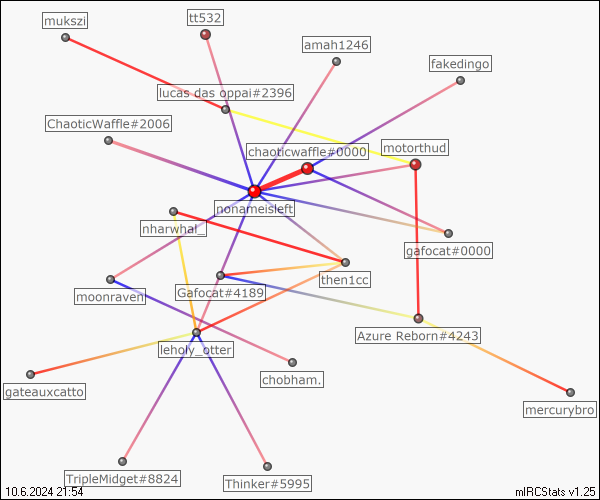 mukszi
tt532
amah1246
fakedingo
lucas das oppai#2396
ChaoticWaffle#2006
chaoticwaffle#0000
motorthud
nonameisleft
nharwhal_
gafocat#0000
then1cc
moonraven
Gafocat#4189
Azure Reborn#4243
leholy_otter
chobham.
gateauxcatto
mercurybro
TripleMidget#8824
Thinker#5995
10.6.2024 21:54
mIRCStats v1.25